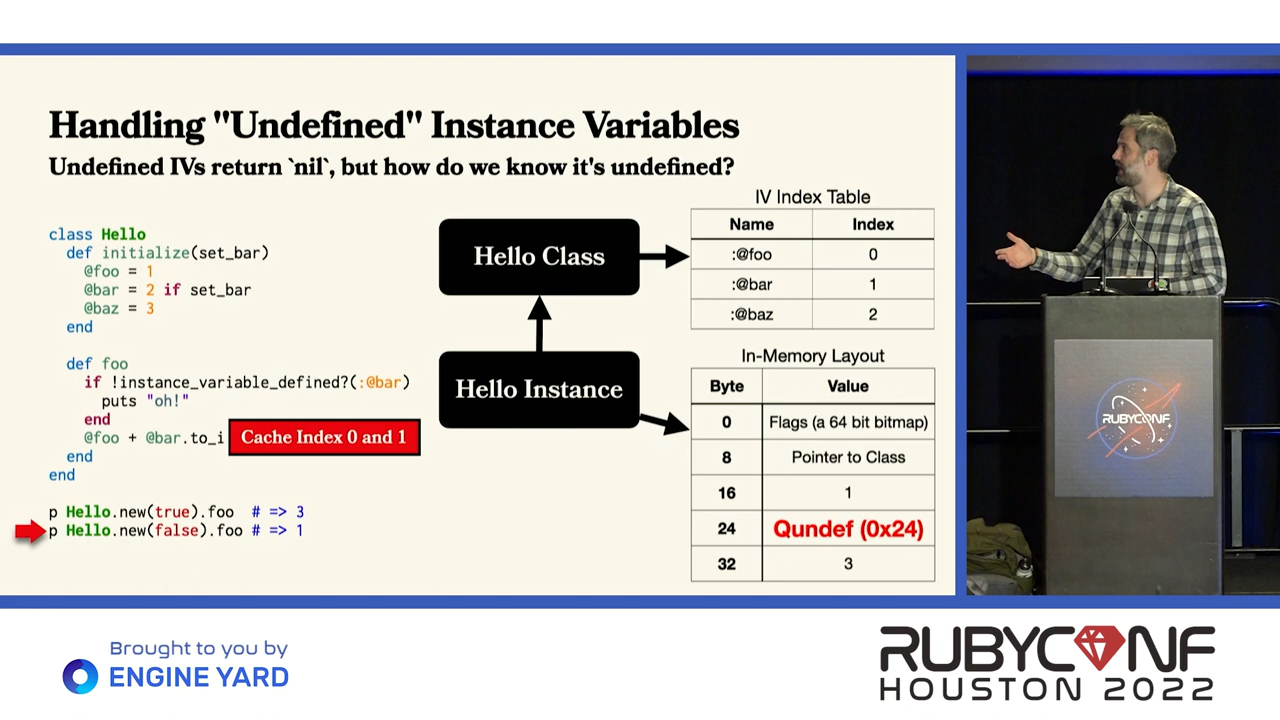 Handling "Undefined" Instance Variables
Undefined IVs return `nil`, but how do we know it's undefined?
class Hello
def initialize(set_bar)
@foo = 1
@bar = 2 if set_bar
@baz = 3
end
def foo
if !instance_variable_defined?(:@bar)
puts "oh!"
end
@foo + @bar.to_i
Cache Index 0 and 1
end
end
p Hello.new(true).foo # => 3
p Hello.new(false).foo # => 1
Hello Class
Hello Instance
IV Index Table
Name Index
:@foo 0
:@bar 1
:@baz 2
In-Memory Layout
Byte Value
0 Flags (a 64 bit bitmap)
8 Pointer to Class
16 1
24 Qundef (0x24)
32 3
RUBYCONF
Brought to you by
ENGINE YARD
RUBYCONF
HOUSTON 2022